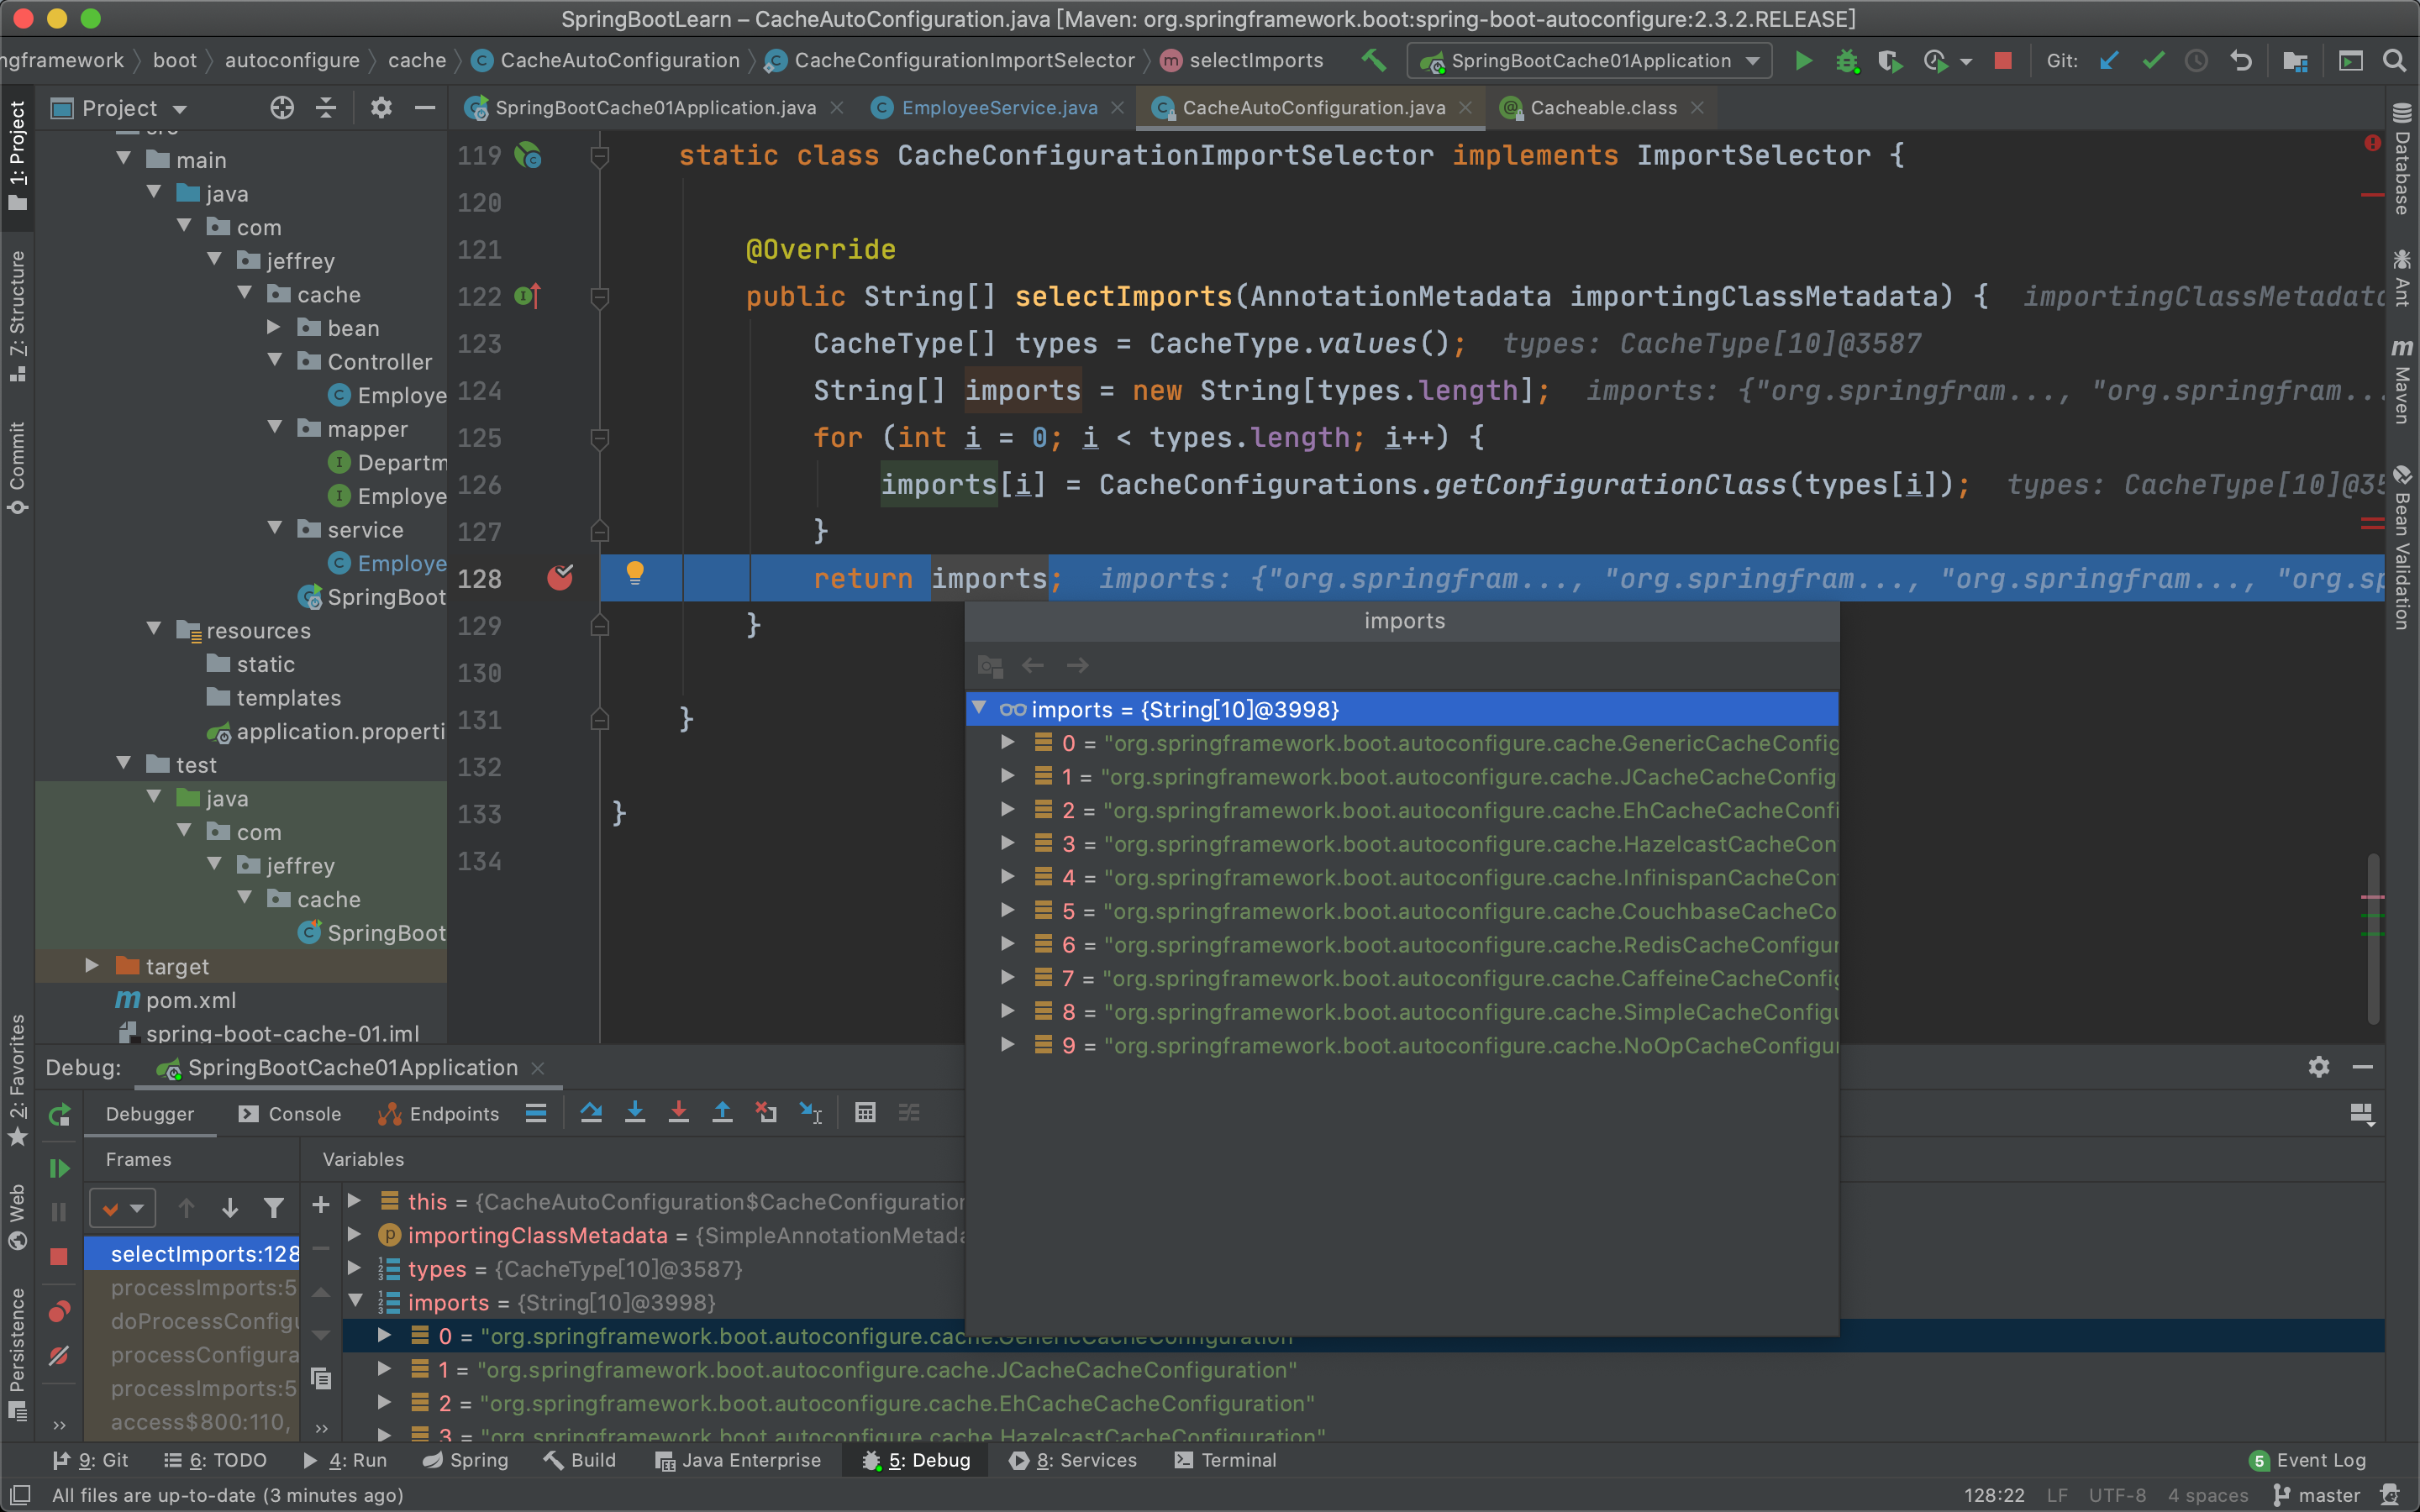 SpringBootLearn – CacheAutoConfiguration.java [Maven: org.springframework.boot:spring-boot-autoconfigure:2.3.2.RELEASE]
ngframework boot autoconfigure cache CacheAutoConfiguration CacheConfigurationImportSelector selectImports SpringBootCache01Application Git:
Project SpringBootCache01Application.java EmployeeService.java CacheAutoConfiguration.java Cacheable.class
1: Project
Z: Structure
Commit
2: Favorites
Web
Persistence
src
main
java
com
jeffrey
cache
bean
Controller
Employe
mapper
Departm
Employe
service
Employe
SpringBoot
resources
static
templates
application.properti
test
java
com
jeffrey
cache
SpringBoot
target
pom.xml
spring-boot-cache-01.iml
119 static class CacheConfigurationImportSelector implements ImportSelector {
120
121 @Override
122 public String[] selectImports(AnnotationMetadata importingClassMetadata) { importingClassMetadata
123 CacheType[] types = CacheType.values(); types: CacheType[10]@3587
124 String[] imports = new String[types.length]; imports: {"org.springfram..., "org.springfram...
125 for (int i = 0; i < types.length; i++) {
126 imports[i] = CacheConfigurations.getConfigurationClass(types[i]); types: CacheType[10]@35
127 }
128 return imports; imports: {"org.springfram..., "org.springfram..., "org.springfram..., "org.sp
129 }
130
131 }
132
133 }
134
imports
imports = {String[10]@3998}
0 = "org.springframework.boot.autoconfigure.cache.GenericCacheConfig
1 = "org.springframework.boot.autoconfigure.cache.JCacheCacheConfig
2 = "org.springframework.boot.autoconfigure.cache.EhCacheCacheConfi
3 = "org.springframework.boot.autoconfigure.cache.HazelcastCacheCon
4 = "org.springframework.boot.autoconfigure.cache.InfinispanCacheCon
5 = "org.springframework.boot.autoconfigure.cache.CouchbaseCacheCo
6 = "org.springframework.boot.autoconfigure.cache.RedisCacheConfigur
7 = "org.springframework.boot.autoconfigure.cache.CaffeineCacheConfig
8 = "org.springframework.boot.autoconfigure.cache.SimpleCacheConfigu
9 = "org.springframework.boot.autoconfigure.cache.NoOpCacheConfigur
Database
Ant
Maven
Bean Validation
Debug: SpringBootCache01Application
Debugger Console Endpoints
Frames Variables
selectImports:128
processImports:5
doProcessConfigu
processConfigura
processImports:5
access$800:110,
this = {CacheAutoConfiguration$CacheConfiguration
importingClassMetadata = {SimpleAnnotationMetada
types = {CacheType[10]@3587}
imports = {String[10]@3998}
0 = "org.springframework.boot.autoconfigure.cache.GenericCacheConfiguration"
1 = "org.springframework.boot.autoconfigure.cache.JCacheCacheConfiguration"
2 = "org.springframework.boot.autoconfigure.cache.EhCacheCacheConfiguration"
3 = "org.springframework.boot.autoconfigure.cache.HazelcastCacheConfiguration"
9: Git 6: TODO 4: Run Spring Build Java Enterprise 5: Debug 8: Services Terminal 5 Event Log
All files are up-to-date (3 minutes ago) 128:22 LF UTF-8 4 spaces master